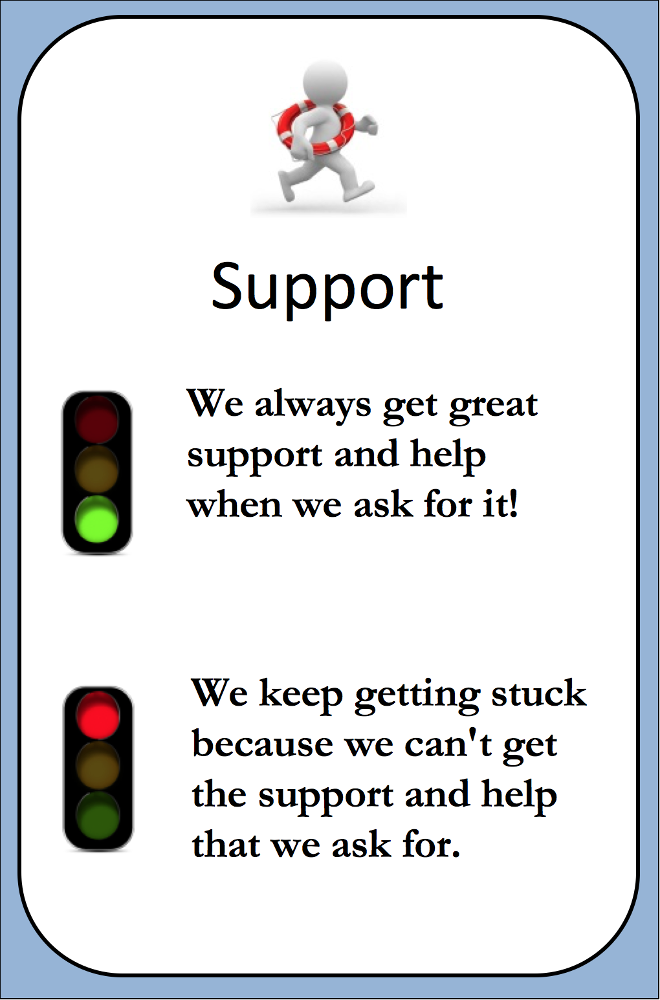 Support
We always get great
support and help
when we ask for it!
We keep getting stuck
because we can't get
the support and help
that we ask for.